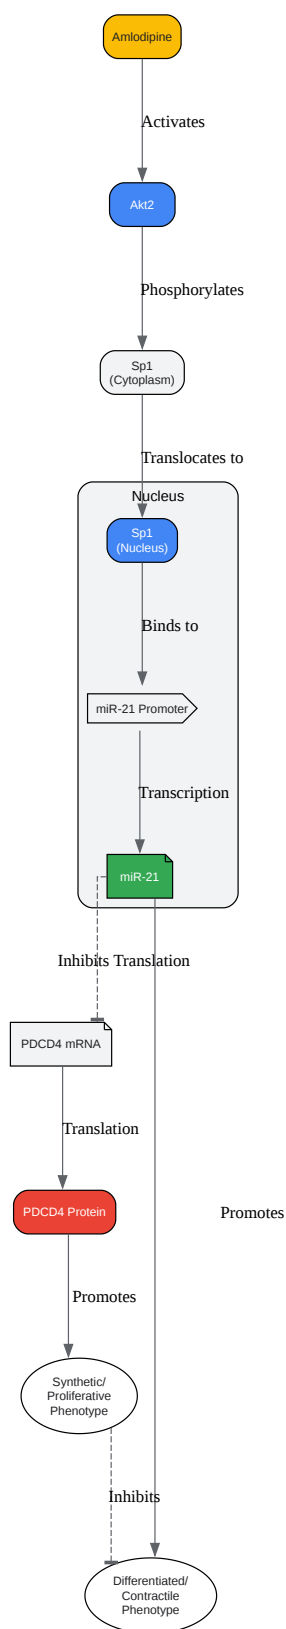 Amlodipine
Activates
Akt2
Phosphorylates
Sp1
(Cytoplasm)
Translocates to
Nucleus
Sp1
(Nucleus)
Binds to
miR-21 Promoter
Transcription
miR-21
Inhibits Translation
PDCD4 mRNA
Translation
PDCD4 Protein
Promotes
Promotes
Synthetic/
Proliferative
Phenotype
Inhibits
Differentiated/
Contractile
Phenotype